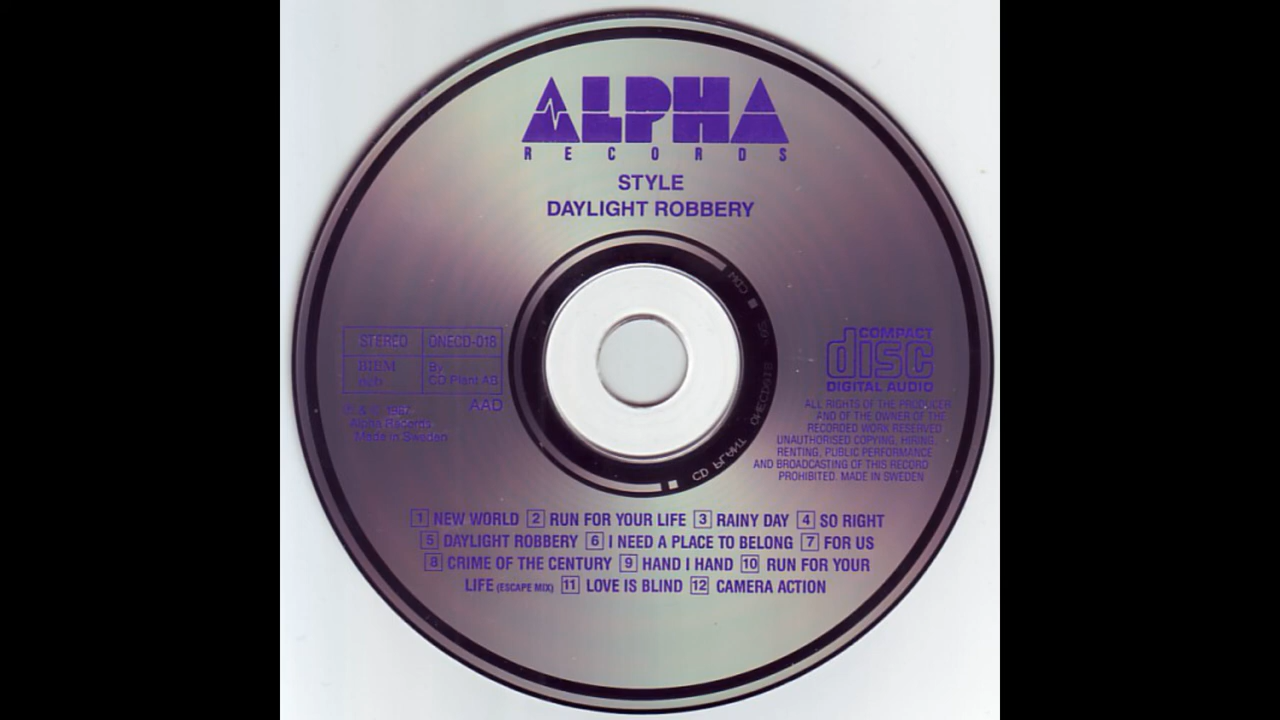 ALPHA
RECORDS
STYLE
DAYLIGHT ROBBERY
STEREO
ONECD-018
BIEM
n©b
By
CD Plant AB
AAD
℗ & © 1987
Alpha Records
Made in Sweden
COMPACT
disc
DIGITAL AUDIO
ALL RIGHTS OF THE PRODUCER
AND OF THE OWNER OF THE
RECORDED WORK RESERVED
UNAUTHORISED COPYING, HIRING,
RENTING, PUBLIC PERFORMANCE
AND BROADCASTING OF THIS RECORD
PROHIBITED. MADE IN SWEDEN
CD PLANT ONECD018
1 NEW WORLD 2 RUN FOR YOUR LIFE 3 RAINY DAY 4 SO RIGHT
5 DAYLIGHT ROBBERY 6 I NEED A PLACE TO BELONG 7 FOR US
8 CRIME OF THE CENTURY 9 HAND I HAND 10 RUN FOR YOUR
LIFE (ESCAPE MIX) 11 LOVE IS BLIND 12 CAMERA ACTION